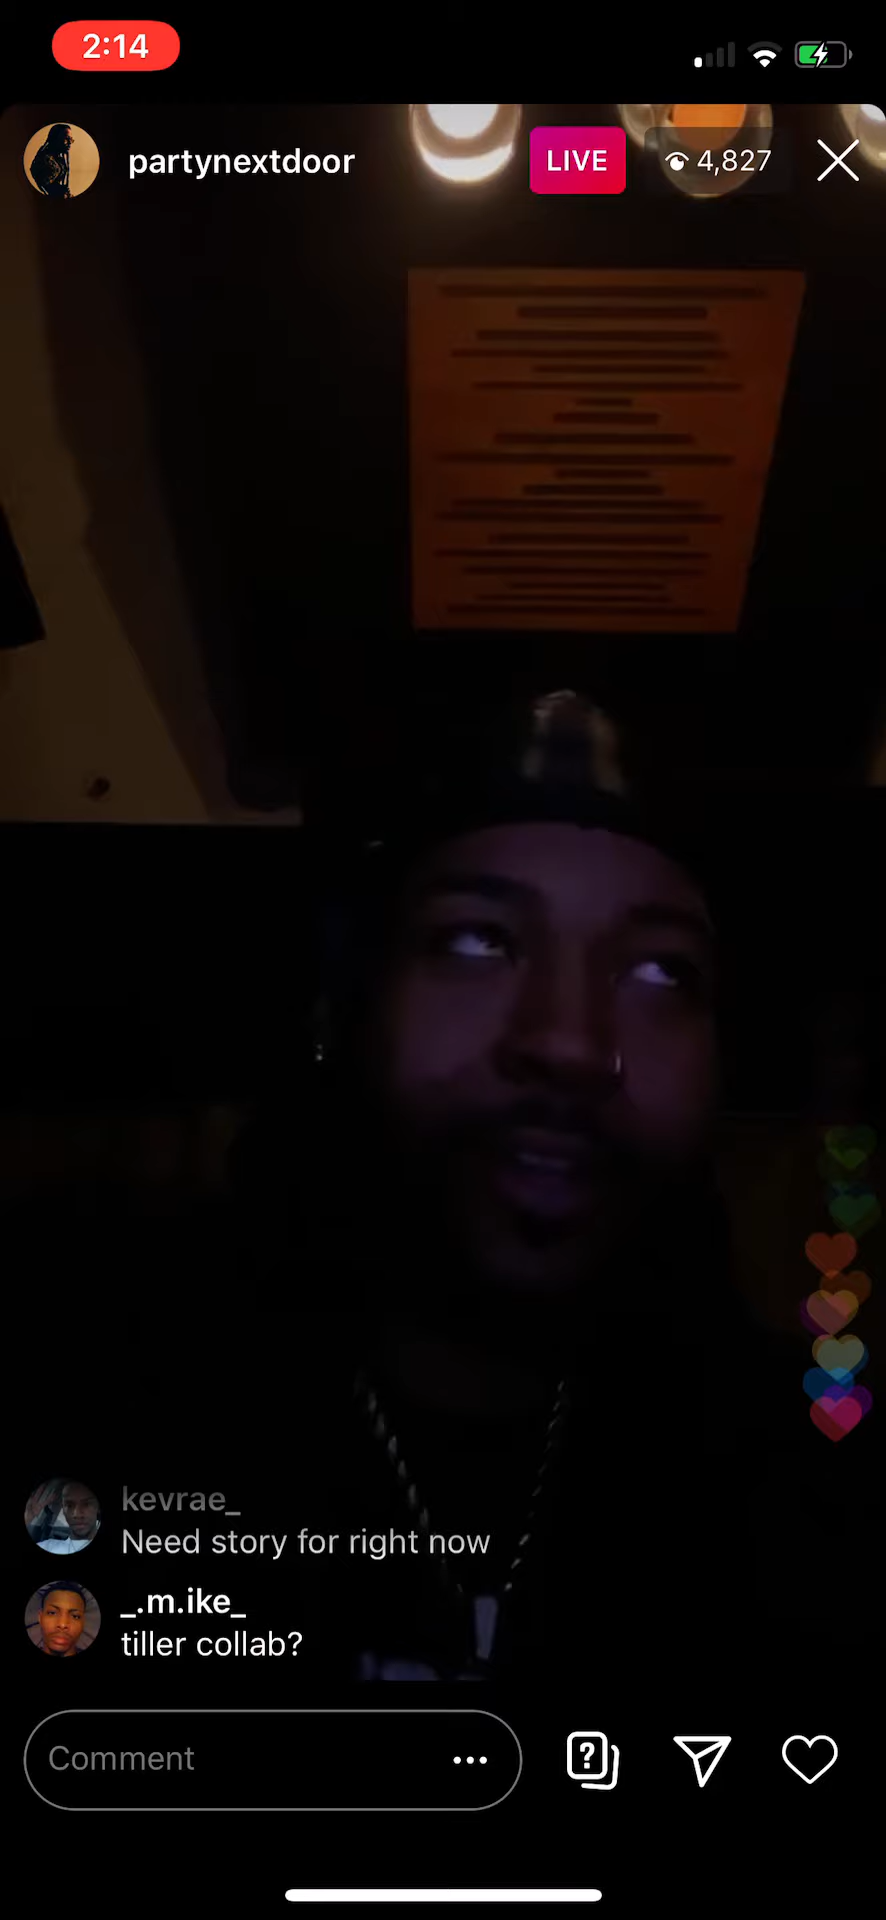 2:14
partynextdoor
LIVE
4,827
kevrae_
Need story for right now
_.m.ike_
tiller collab?
Comment